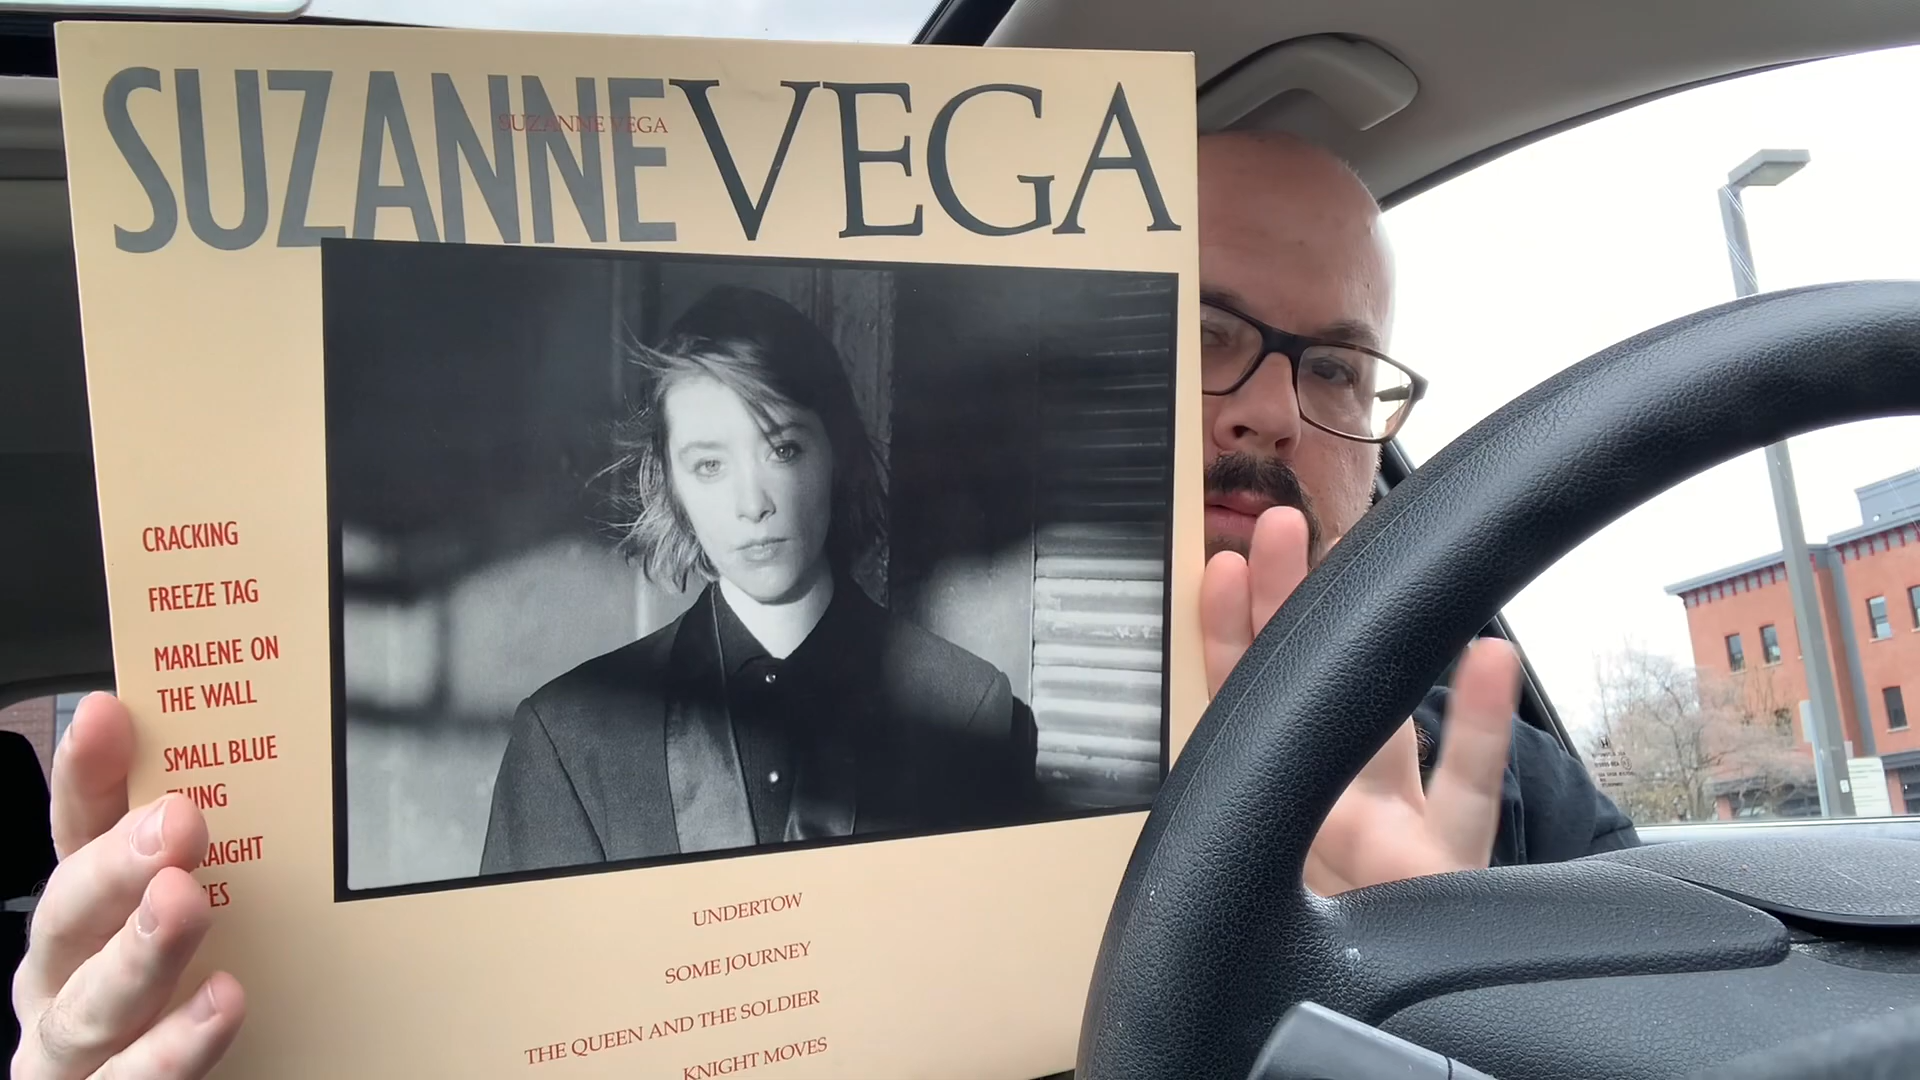 SUZANNE VEGA
SUZANNE VEGA
CRACKING
FREEZE TAG
MARLENE ON
THE WALL
SMALL BLUE
UNDERTOW
SOME JOURNEY
THE QUEEN AND THE SOLDIER
KNIGHT MOVES